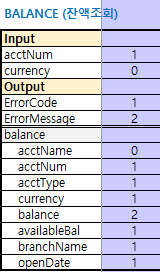 BALANCE (잔액조회)
Input
acctNum 1
currency 0
Output
ErrorCode 1
ErrorMessage 2
balance
acctName 0
acctNum 1
acctType 1
currency 1
balance 2
availableBal 1
branchName 1
openDate 1